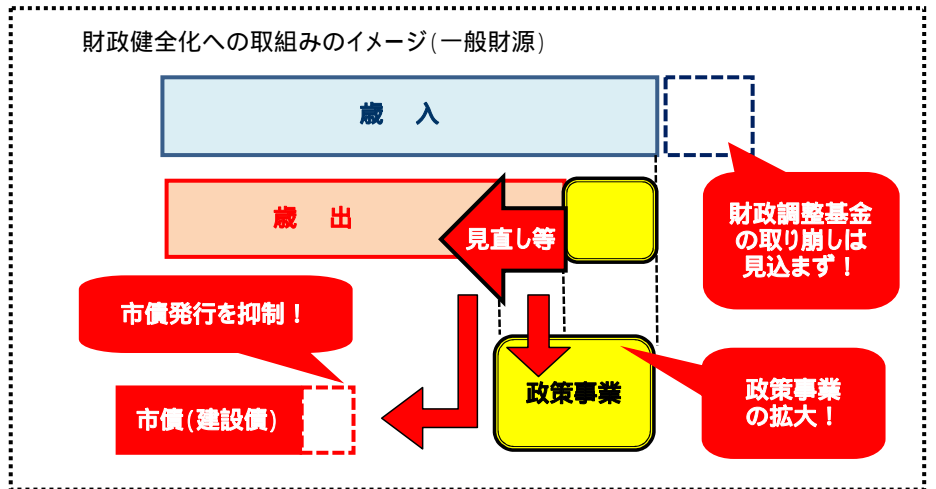 財政健全化への取組みのイメージ(一般財源)
歳　入
歳　出
見直し等
財政調整基金
の取り崩しは
見込まず！
市債発行を抑制！
政策事業
政策事業
の拡大！
市債(建設債)